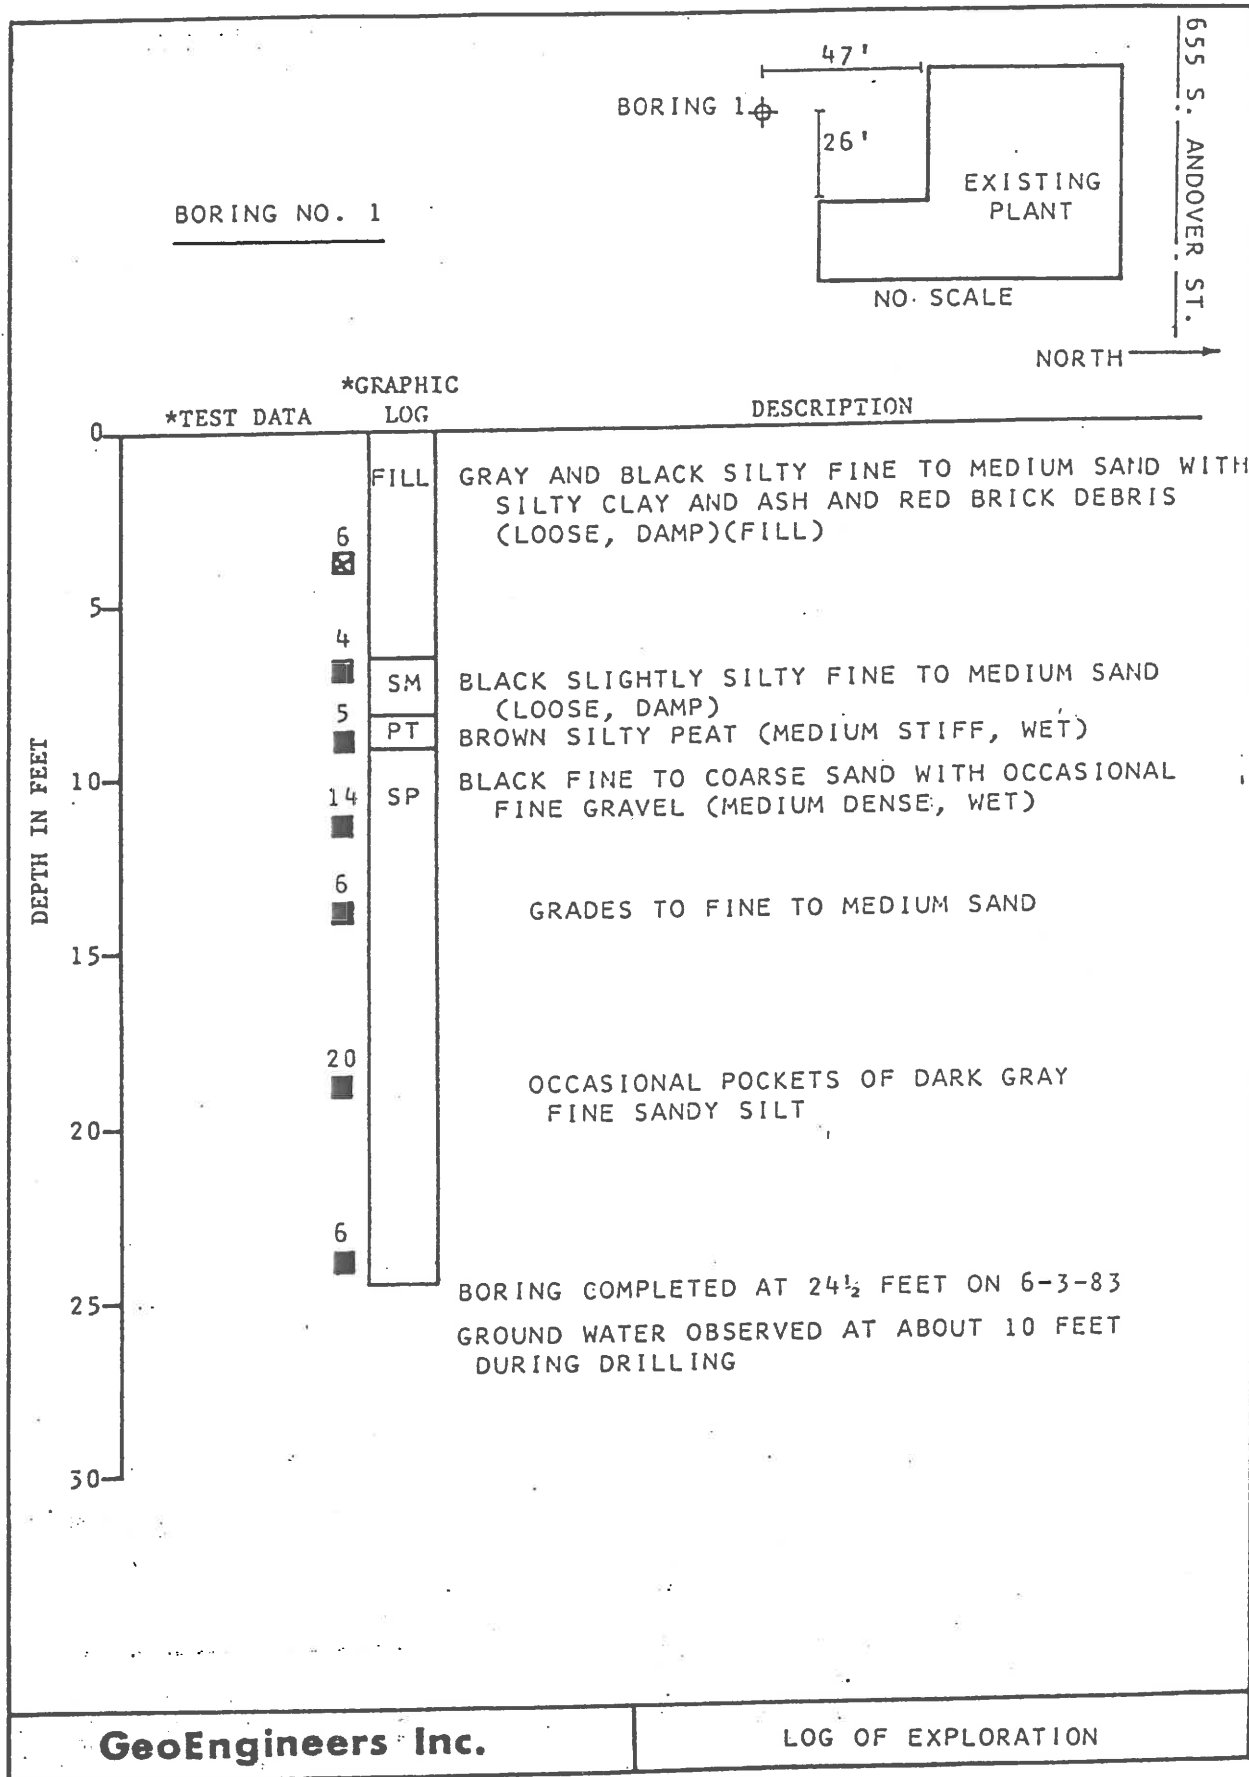 47'
BORING 1
26'
EXISTING
PLANT
655 S. ANDOVER ST.
BORING NO. 1
NO SCALE
NORTH
*TEST DATA
*GRAPHIC
LOG
DESCRIPTION
DEPTH IN FEET
0
FILL
GRAY AND BLACK SILTY FINE TO MEDIUM SAND WITH
SILTY CLAY AND ASH AND RED BRICK DEBRIS
(LOOSE, DAMP)(FILL)
6
5
4
SM
BLACK SLIGHTLY SILTY FINE TO MEDIUM SAND
(LOOSE, DAMP)
5
PT
BROWN SILTY PEAT (MEDIUM STIFF, WET)
10
14
SP
BLACK FINE TO COARSE SAND WITH OCCASIONAL
FINE GRAVEL (MEDIUM DENSE, WET)
6
GRADES TO FINE TO MEDIUM SAND
15
20
OCCASIONAL POCKETS OF DARK GRAY
FINE SANDY SILT
20
6
BORING COMPLETED AT 24½ FEET ON 6-3-83
25
GROUND WATER OBSERVED AT ABOUT 10 FEET
DURING DRILLING
30
GeoEngineers Inc.
LOG OF EXPLORATION